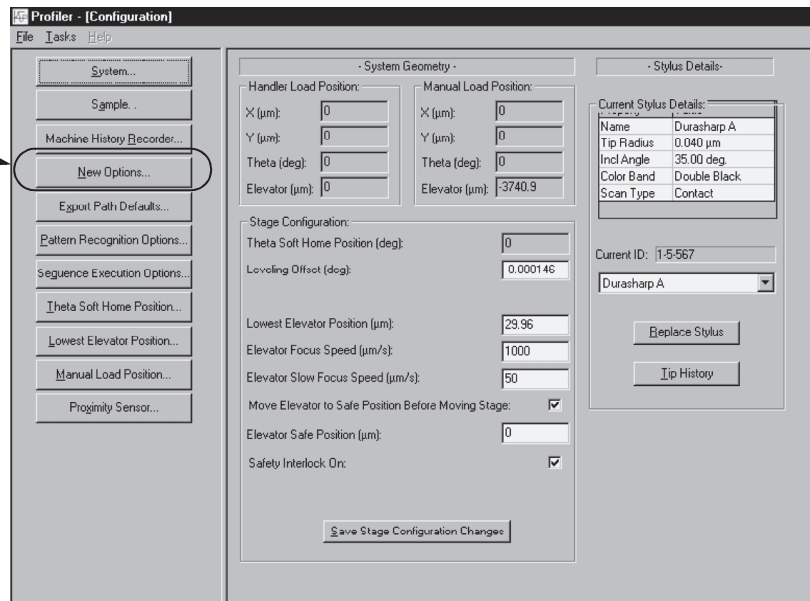 Profiler - [Configuration]
File Tasks Help
System...
Sample. .
Machine History Recorder...
New Options...
Export Path Defaults...
Pattern Recognition Options...
Sequence Execution Options...
Theta Soft Home Position...
Lowest Elevator Position...
Manual Load Position...
Proximity Sensor...
- System Geometry -
Handler Load Position:
X (µm): 0
Y (µm): 0
Theta (deg): 0
Elevator (µm): 0
Manual Load Position:
X (µm): 0
Y (µm): 0
Theta (deg): 0
Elevator (µm): -3740.9
Stage Configuration:
Theta Soft Home Position (deg): 0
Leveling Offset (deg): 0.000146
Lowest Elevator Position (µm): 29.96
Elevator Focus Speed (µm/s): 1000
Elevator Slow Focus Speed (µm/s): 50
Move Elevator to Safe Position Before Moving Stage:
Elevator Safe Position (µm): 0
Safety Interlock On:
Save Stage Configuration Changes
- Stylus Details-
Current Stylus Details:
Name Durasharp A
Tip Radius 0.040 µm
Incl Angle 35.00 deg.
Color Band Double Black
Scan Type Contact
Current ID: 1-5-567
Durasharp A
Replace Stylus
Tip History